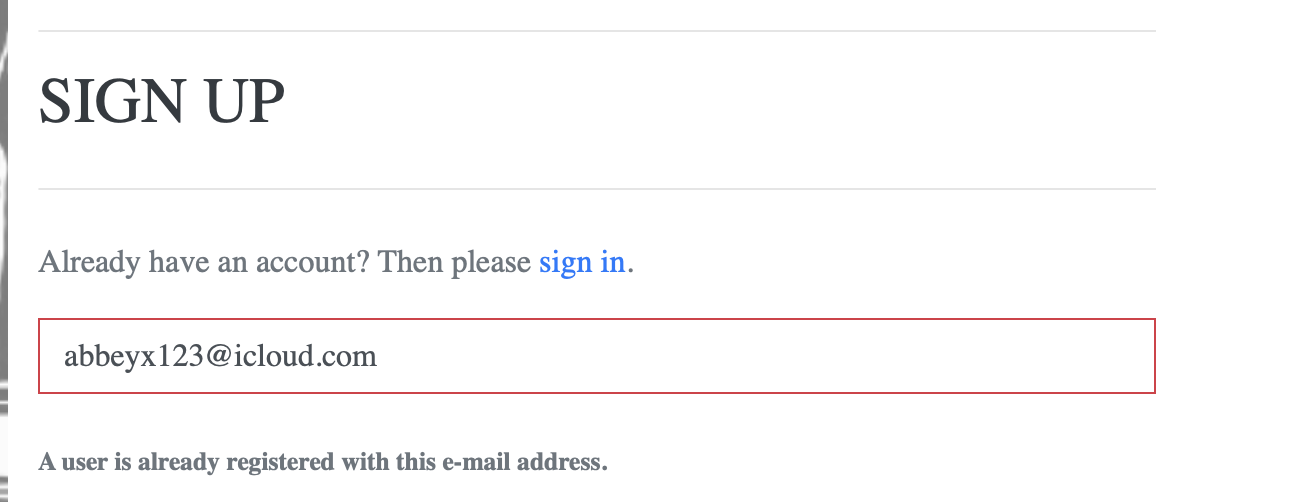 SIGN UP
Already have an account? Then please sign in.
abbeyx123@icloud.com
A user is already registered with this e-mail address.